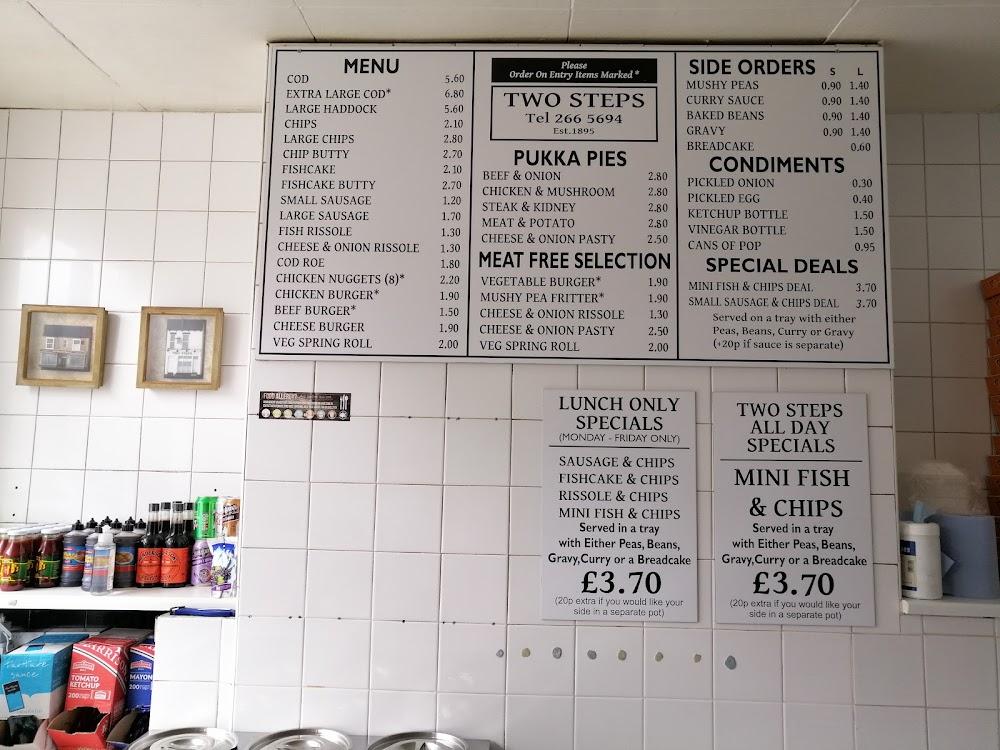 MENU
COD 5.60
EXTRA LARGE COD* 6.80
LARGE HADDOCK 5.60
CHIPS 2.10
LARGE CHIPS 2.80
CHIP BUTTY 2.70
FISHCAKE 2.10
FISHCAKE BUTTY 2.70
SMALL SAUSAGE 1.20
LARGE SAUSAGE 1.70
FISH RISSOLE 1.30
CHEESE & ONION RISSOLE 1.30
COD ROE 1.80
CHICKEN NUGGETS (8)* 2.20
CHICKEN BURGER* 1.90
BEEF BURGER* 1.50
CHEESE BURGER 1.90
VEG SPRING ROLL 2.00
Please
Order On Entry Items Marked *
TWO STEPS
Tel 266 5694
Est.1895
PUKKA PIES
BEEF & ONION 2.80
CHICKEN & MUSHROOM 2.80
STEAK & KIDNEY 2.80
MEAT & POTATO 2.80
CHEESE & ONION PASTY 2.50
MEAT FREE SELECTION
VEGETABLE BURGER* 1.90
MUSHY PEA FRITTER* 1.90
CHEESE & ONION RISSOLE 1.30
CHEESE & ONION PASTY 2.50
VEG SPRING ROLL 2.00
SIDE ORDERS S L
MUSHY PEAS 0.90 1.40
CURRY SAUCE 0.90 1.40
BAKED BEANS 0.90 1.40
GRAVY 0.90 1.40
BREADCAKE 0.60
CONDIMENTS
PICKLED ONION 0.30
PICKLED EGG 0.40
KETCHUP BOTTLE 1.50
VINEGAR BOTTLE 1.50
CANS OF POP 0.95
SPECIAL DEALS
MINI FISH & CHIPS DEAL 3.70
SMALL SAUSAGE & CHIPS DEAL 3.70
Served on a tray with either
Peas, Beans, Curry or Gravy
(+20p if sauce is separate)
FOOD ALLERGY?
LUNCH ONLY
SPECIALS
(MONDAY - FRIDAY ONLY)
SAUSAGE & CHIPS
FISHCAKE & CHIPS
RISSOLE & CHIPS
MINI FISH & CHIPS
Served in a tray
with Either Peas, Beans,
Gravy,Curry or a Breadcake
£3.70
(20p extra if you would like your
side in a separate pot)
TWO STEPS
ALL DAY
SPECIALS
MINI FISH
& CHIPS
Served in a tray
with Either Peas, Beans,
Gravy,Curry or a Breadcake
£3.70
(20p extra if you would like your
side in a separate pot)
tartare
sauce
TOMATO
KETCHUP
200
MAYON
200